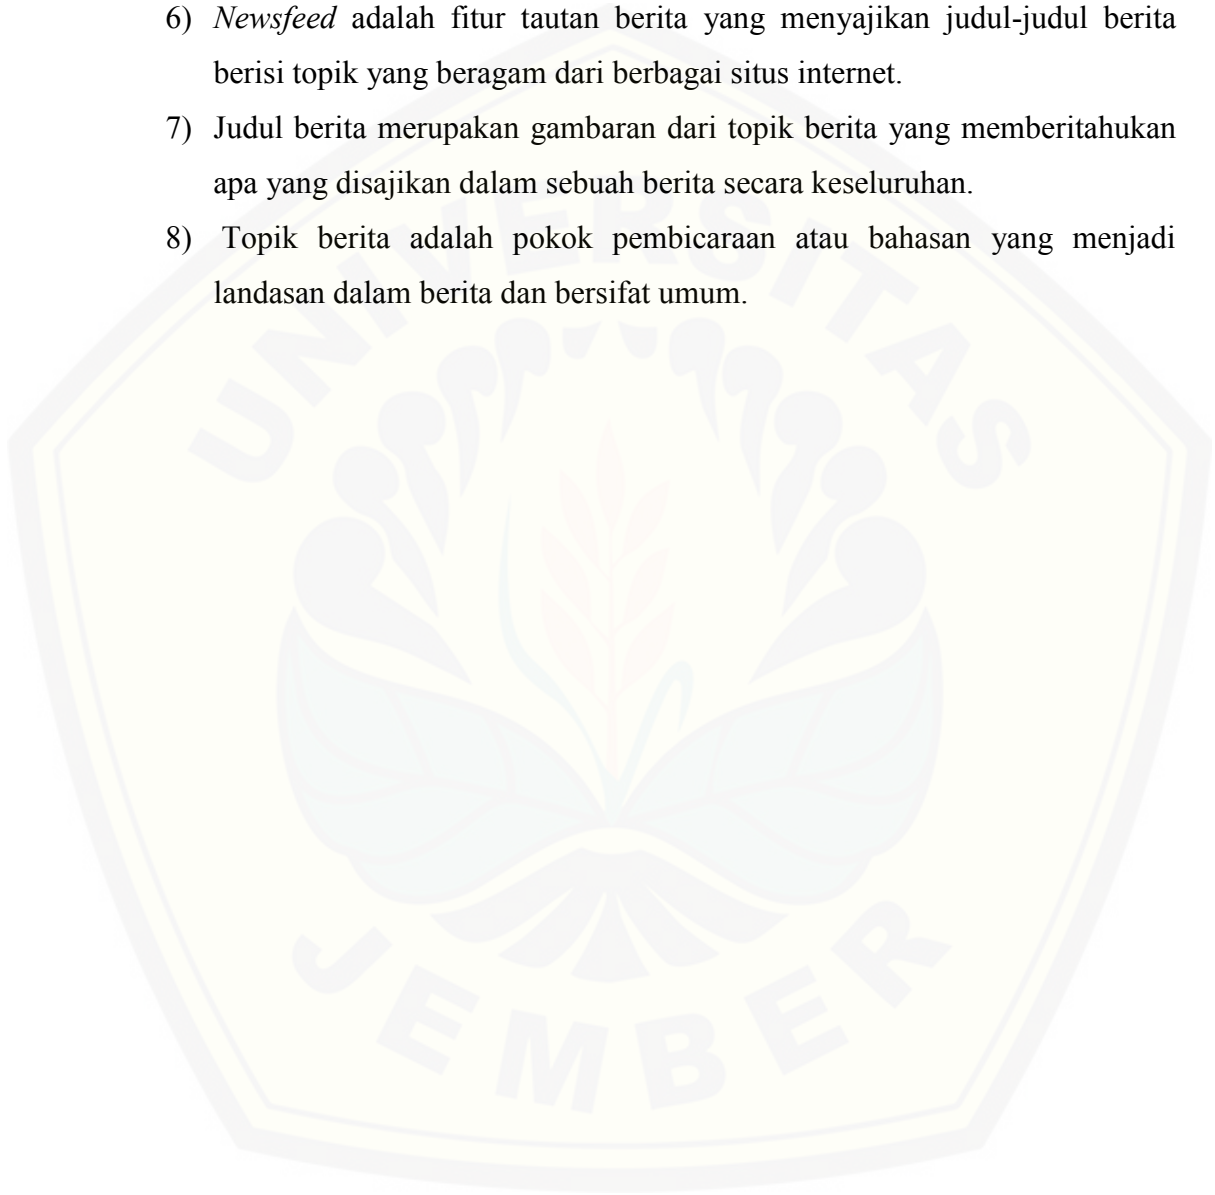 6) Newsfeed adalah fitur tautan berita yang menyajikan judul-judul berita
berisi topik yang beragam dari berbagai situs internet.
7) Judul berita merupakan gambaran dari topik berita yang memberitahukan
apa yang disajikan dalam sebuah berita secara keseluruhan.
8) Topik berita adalah pokok pembicaraan atau bahasan yang menjadi
landasan dalam berita dan bersifat umum.
UNIVERSITAS
JEMBER